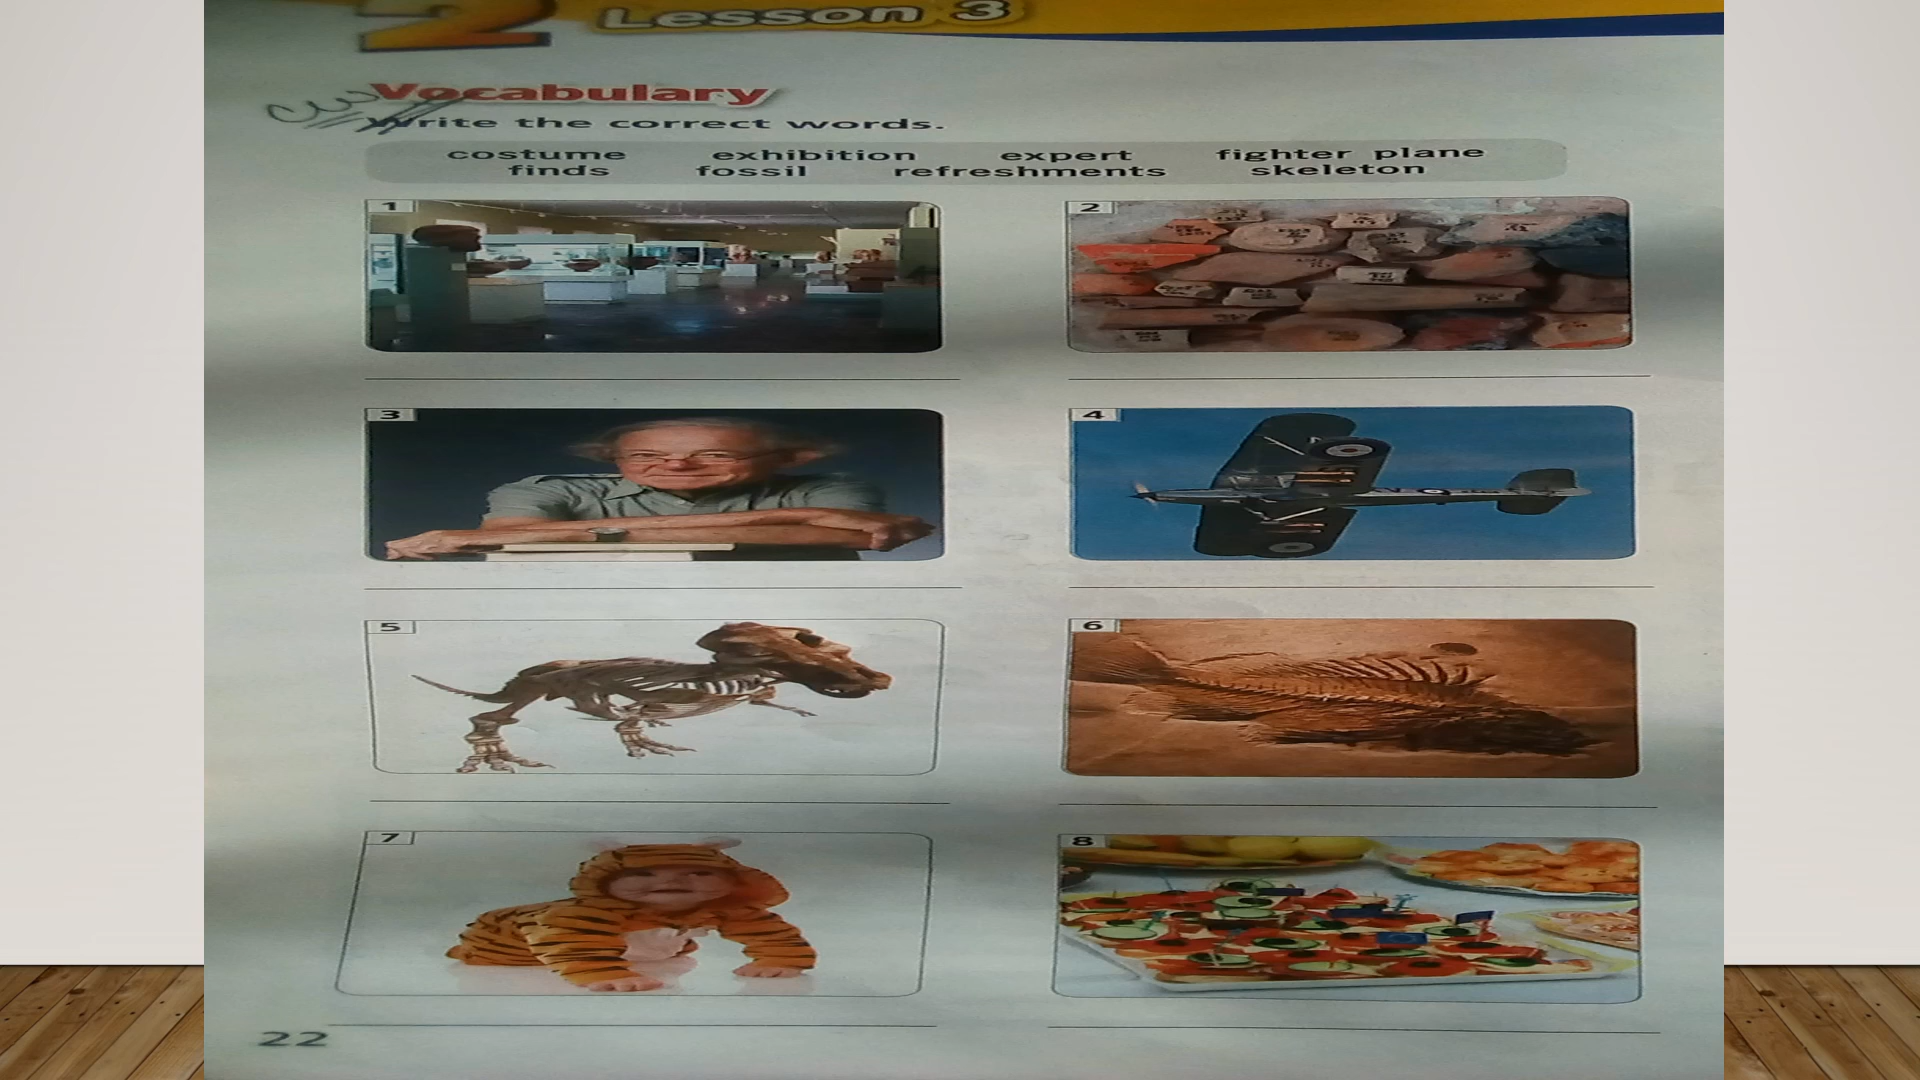 2 Lesson 3
Vocabulary
Write the correct words.
costume exhibition expert fighter plane
finds fossil refreshments skeleton
1
2
3
4
5
6
7
8
22